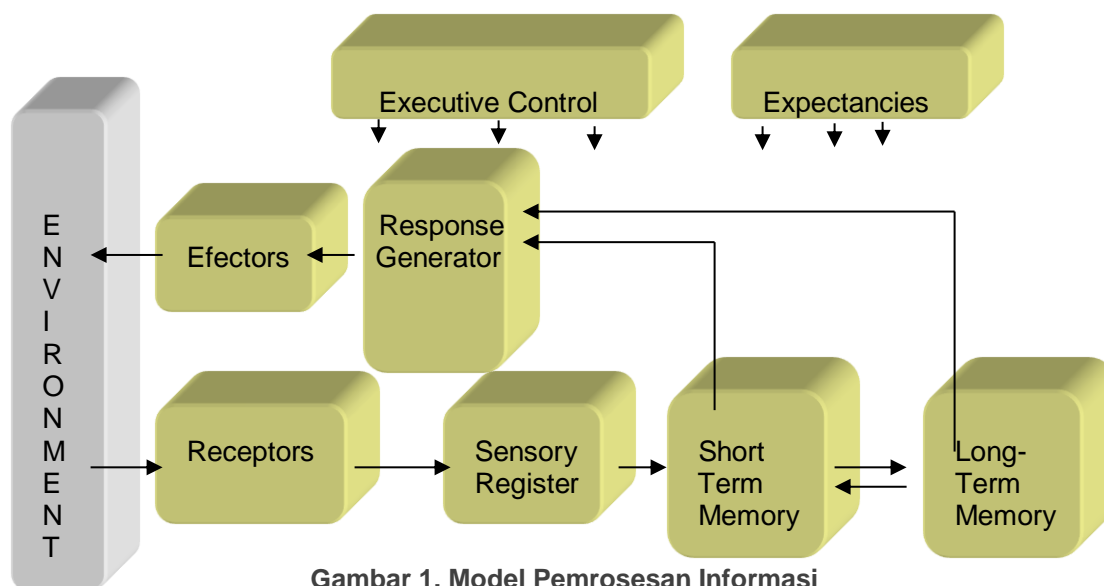 Executive Control
Expectancies
ENVIRONMENT
Efectors
Response
Generator
Receptors
Sensory
Register
Short
Term
Memory
Long-
Term
Memory
Gambar 1. Model Pemrosesan Informasi